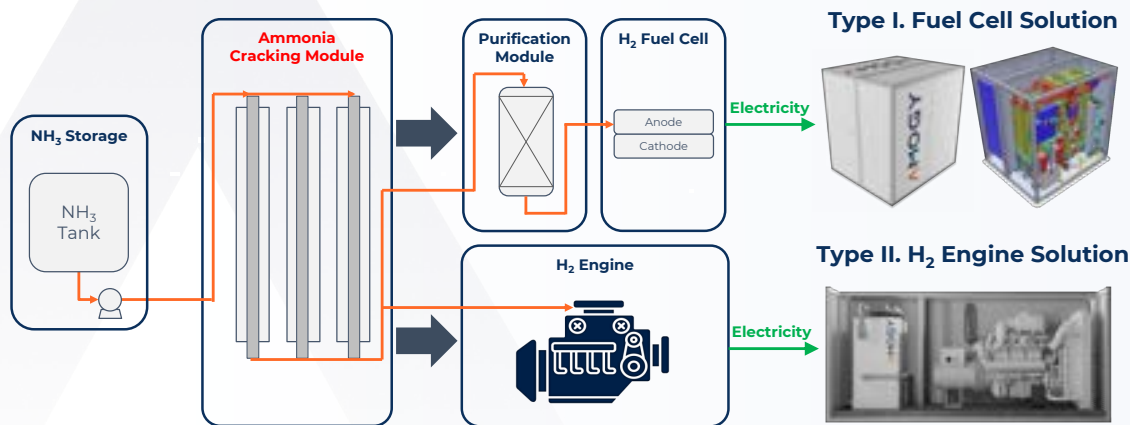 Type I. Fuel Cell Solution
Ammonia
Cracking Module
Purification
Module
H₂ Fuel Cell
AMOGY
Electricity
Anode
Cathode
NH₃ Storage
NH₃
Tank
Type II. H₂ Engine Solution
H₂ Engine
AMOGY
Electricity